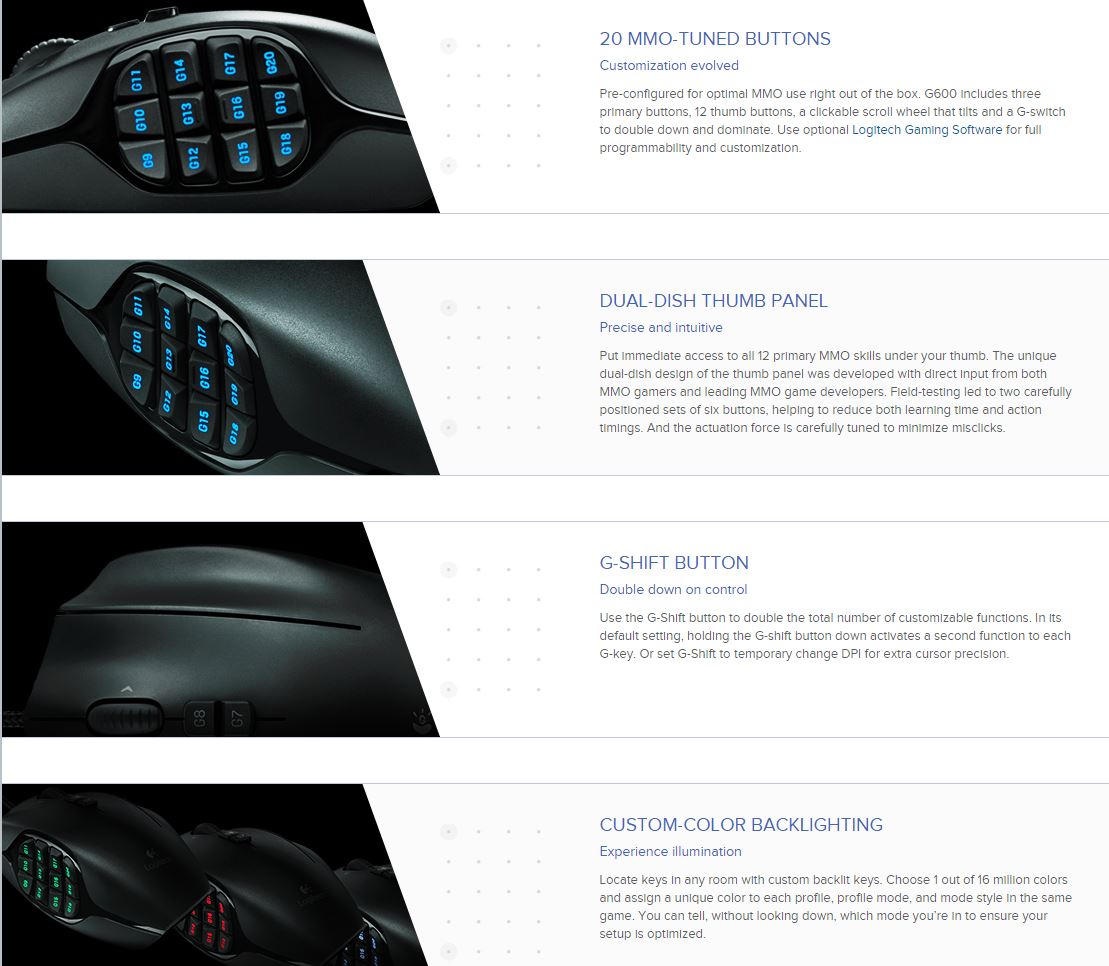 G11
G14
G17
G20
G10
G13
G16
G19
G9
G12
G15
G18
20 MMO-TUNED BUTTONS
Customization evolved
Pre-configured for optimal MMO use right out of the box. G600 includes three
primary buttons, 12 thumb buttons, a clickable scroll wheel that tilts and a G-switch
to double down and dominate. Use optional Logitech Gaming Software for full
programmability and customization.
G11
G14
G17
G20
G10
G13
G16
G19
G9
G12
G15
G18
DUAL-DISH THUMB PANEL
Precise and intuitive
Put immediate access to all 12 primary MMO skills under your thumb. The unique
dual-dish design of the thumb panel was developed with direct input from both
MMO gamers and leading MMO game developers. Field-testing led to two carefully
positioned sets of six buttons, helping to reduce both learning time and action
timings. And the actuation force is carefully tuned to minimize misclicks.
G8
G7
G-SHIFT BUTTON
Double down on control
Use the G-Shift button to double the total number of customizable functions. In its
default setting, holding the G-shift button down activates a second function to each
G-key. Or set G-Shift to temporary change DPI for extra cursor precision.
Logitech
CUSTOM-COLOR BACKLIGHTING
Experience illumination
Locate keys in any room with custom backlit keys. Choose 1 out of 16 million colors
and assign a unique color to each profile, profile mode, and mode style in the same
game. You can tell, without looking down, which mode you're in to ensure your
setup is optimized.